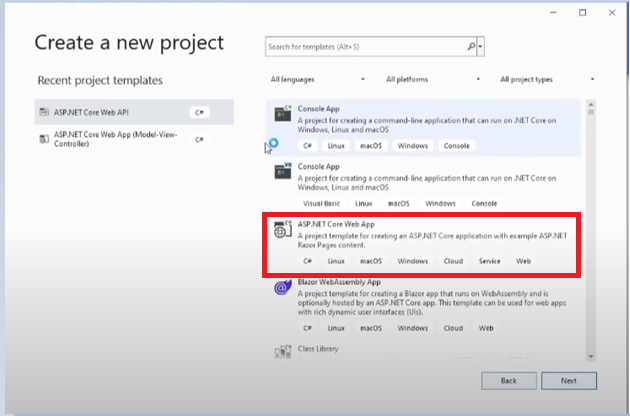 Create a new project
Search for templates (Alt+S)
Recent project templates
All languages
All platforms
All project types
ASP.NET Core Web API
C#
ASP.NET Core Web App (Model-View-
Controller)
C#
Console App
A project for creating a command-line application that can run on .NET Core on
Windows, Linux and macOS
C# Linux macOS Windows Console
Console App
A project for creating a command-line application that can run on .NET Core on
Windows, Linux and macOS
Visual Basic Linux macOS Windows Console
ASP.NET Core Web App
A project template for creating an ASP.NET Core application with example ASP.NET
Razor Pages content.
C# Linux macOS Windows Cloud Service Web
Blazor WebAssembly App
A project template for creating a Blazor app that runs on WebAssembly and is
optionally hosted by an ASP.NET Core app. This template can be used for web apps
with rich dynamic user interfaces (UIs).
C# Linux macOS Windows Cloud Web
Class Library
Back
Next